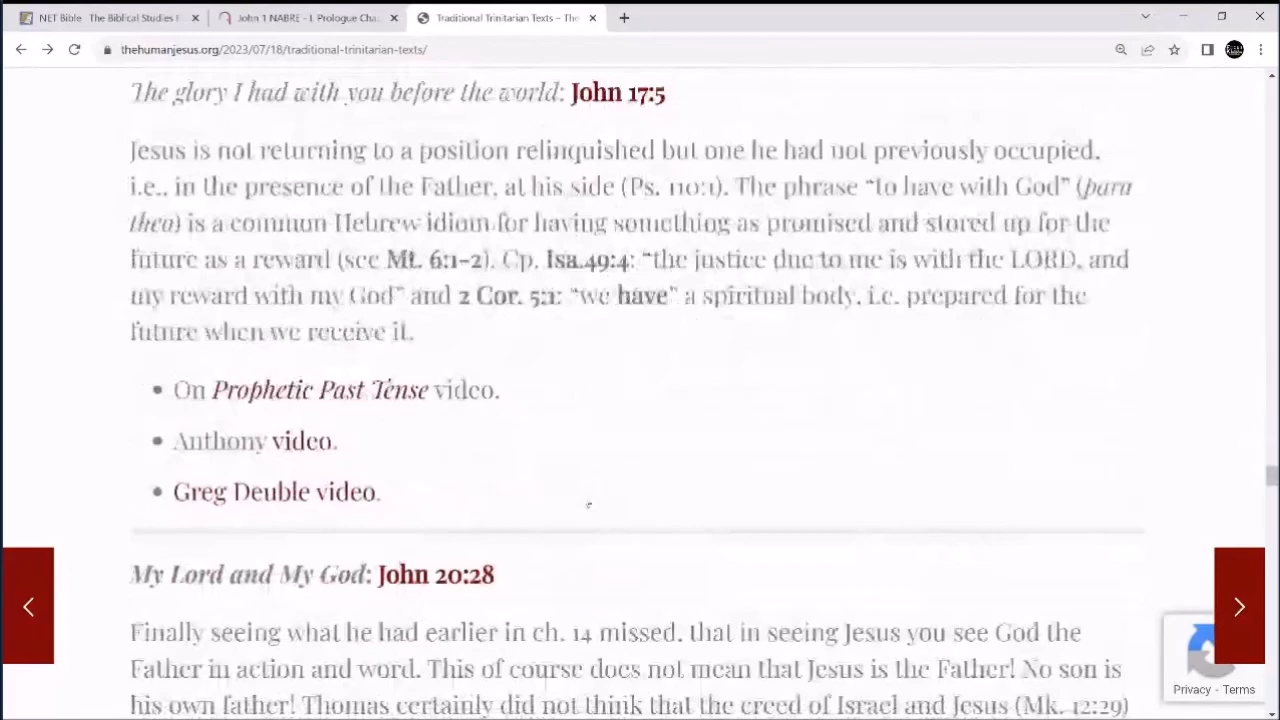 NET Bible The Biblical Studies
John 1 NABRE - I. Prologue Cha
Traditional Trinitarian Texts – The
thehumanjesus.org/2023/07/18/traditional-trinitarian-texts/
The glory I had with you before the world: John 17:5
Jesus is not returning to a position relinquished but one he had not previously occupied,
i.e., in the presence of the Father, at his side (Ps. 110:1). The phrase “to have with God” (para
theo) is a common Hebrew idiom for having something as promised and stored up for the
future as a reward (see Mt. 6:1-2). Cp. Isa.49:4: “the justice due to me is with the LORD, and
my reward with my God” and 2 Cor. 5:1: “we have” a spiritual body, i.e. prepared for the
future when we receive it.
• On Prophetic Past Tense video.
• Anthony video.
• Greg Deuble video.
My Lord and My God: John 20:28
Finally seeing what he had earlier in ch. 14 missed, that in seeing Jesus you see God the
Father in action and word. This of course does not mean that Jesus is the Father! No son is
his own father! Thomas certainly did not think that the creed of Israel and Jesus (Mk. 12:29)
Privacy - Terms